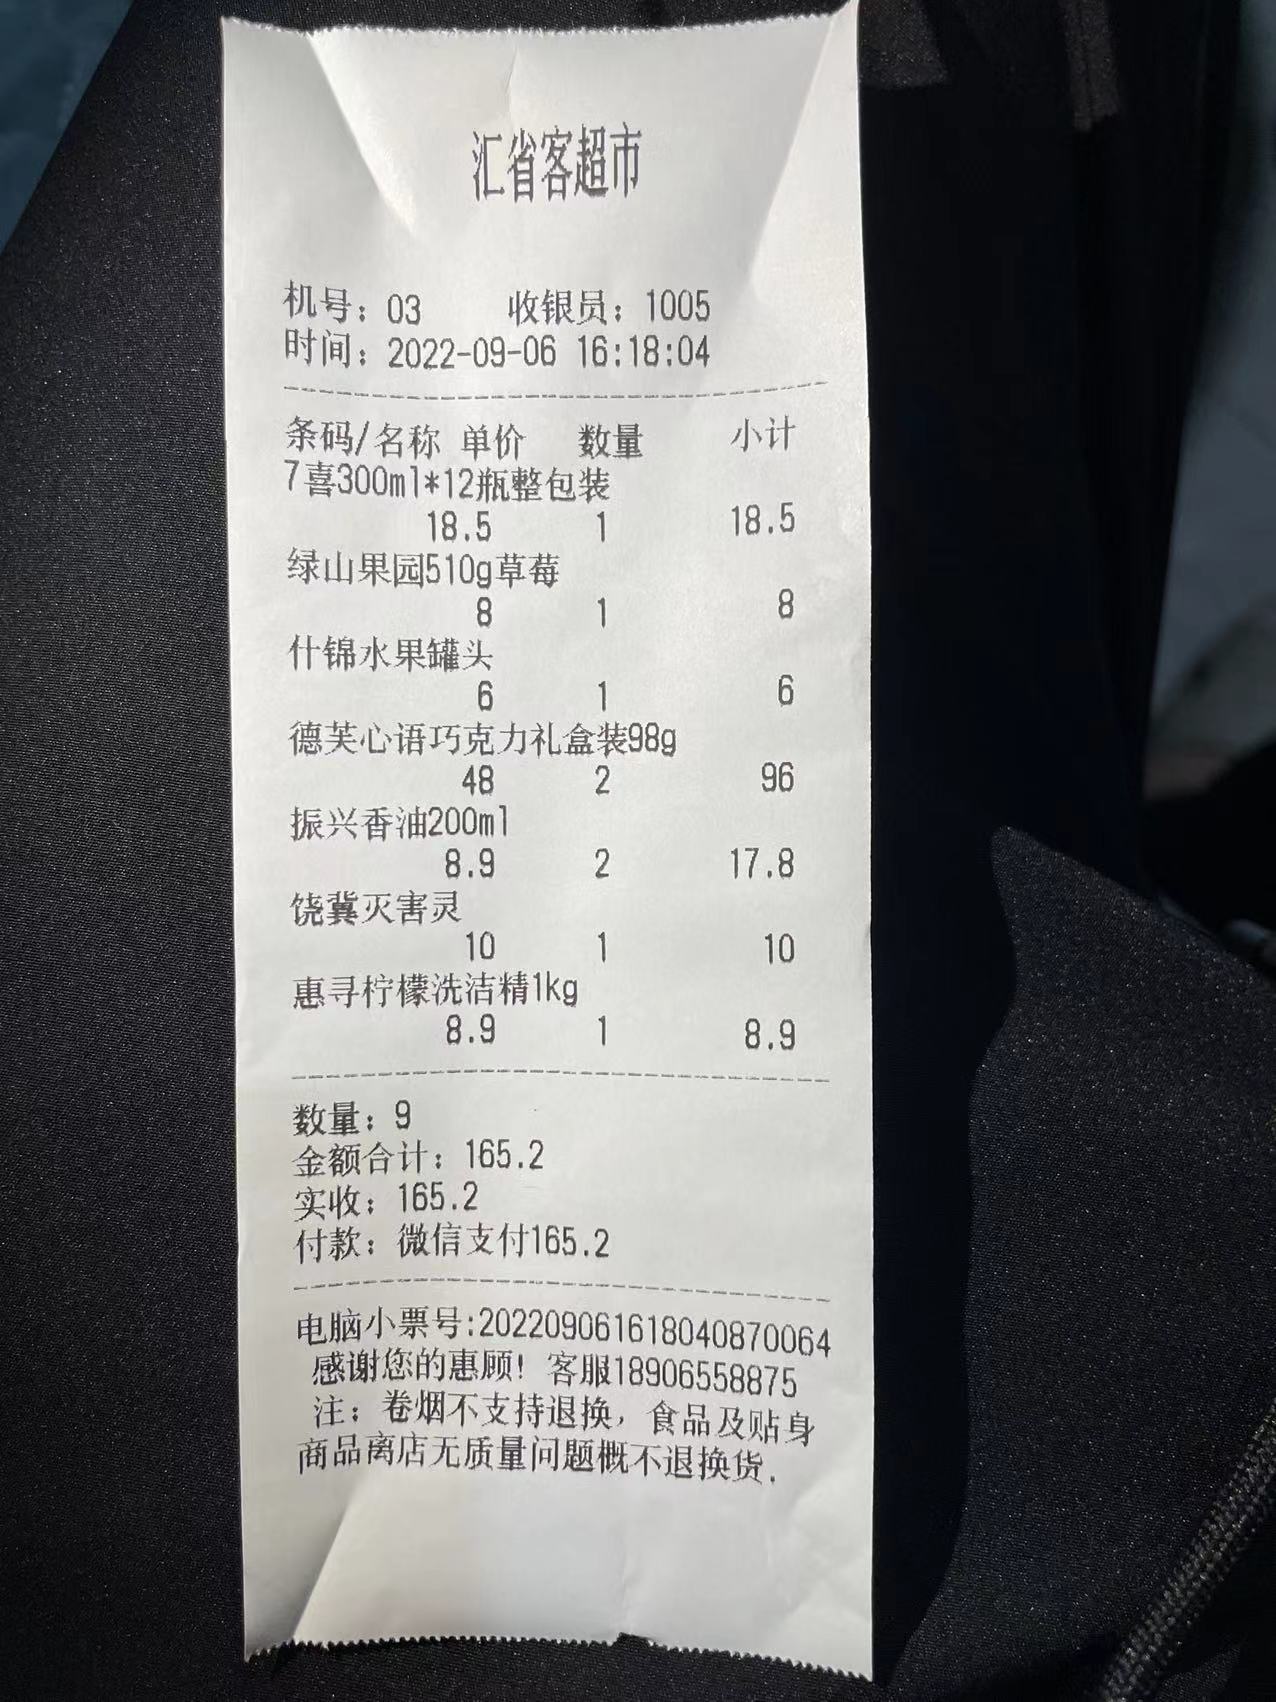 汇省客超市
机号：03 收银员：1005
时间：2022-09-06 16:18:04
条码/名称 单价 数量 小计
7喜300ml*12瓶整包装
18.5 1 18.5
绿山果园510g草莓
8 1 8
什锦水果罐头
6 1 6
德芙心语巧克力礼盒装98g
48 2 96
振兴香油200ml
8.9 2 17.8
饶冀灭害灵
10 1 10
惠寻柠檬洗洁精1kg
8.9 1 8.9
数量：9
金额合计：165.2
实收：165.2
付款：微信支付165.2
电脑小票号:202209061618040870064
感谢您的惠顾！客服18906558875
注：卷烟不支持退换，食品及贴身
商品离店无质量问题概不退换货.